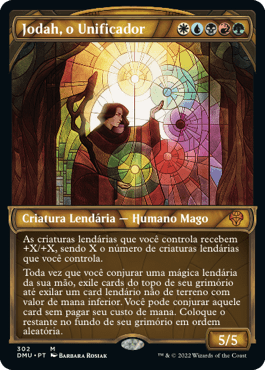 Jodah, o Unificador
Criatura Lendária — Humano Mago
As criaturas lendárias que você controla recebem
+X/+X, sendo X o número de criaturas lendárias
que você controla.
Toda vez que você conjurar uma mágica lendária
da sua mão, exile cards do topo de seu grimório
até exilar um card lendário não de terreno com
valor de mana inferior. Você pode conjurar aquele
card sem pagar seu custo de mana. Coloque o
restante no fundo de seu grimório em ordem
aleatória.
5/5
302 M
DMU • PT Barbara Rosiak
™ & © 2022 Wizards of the Coast